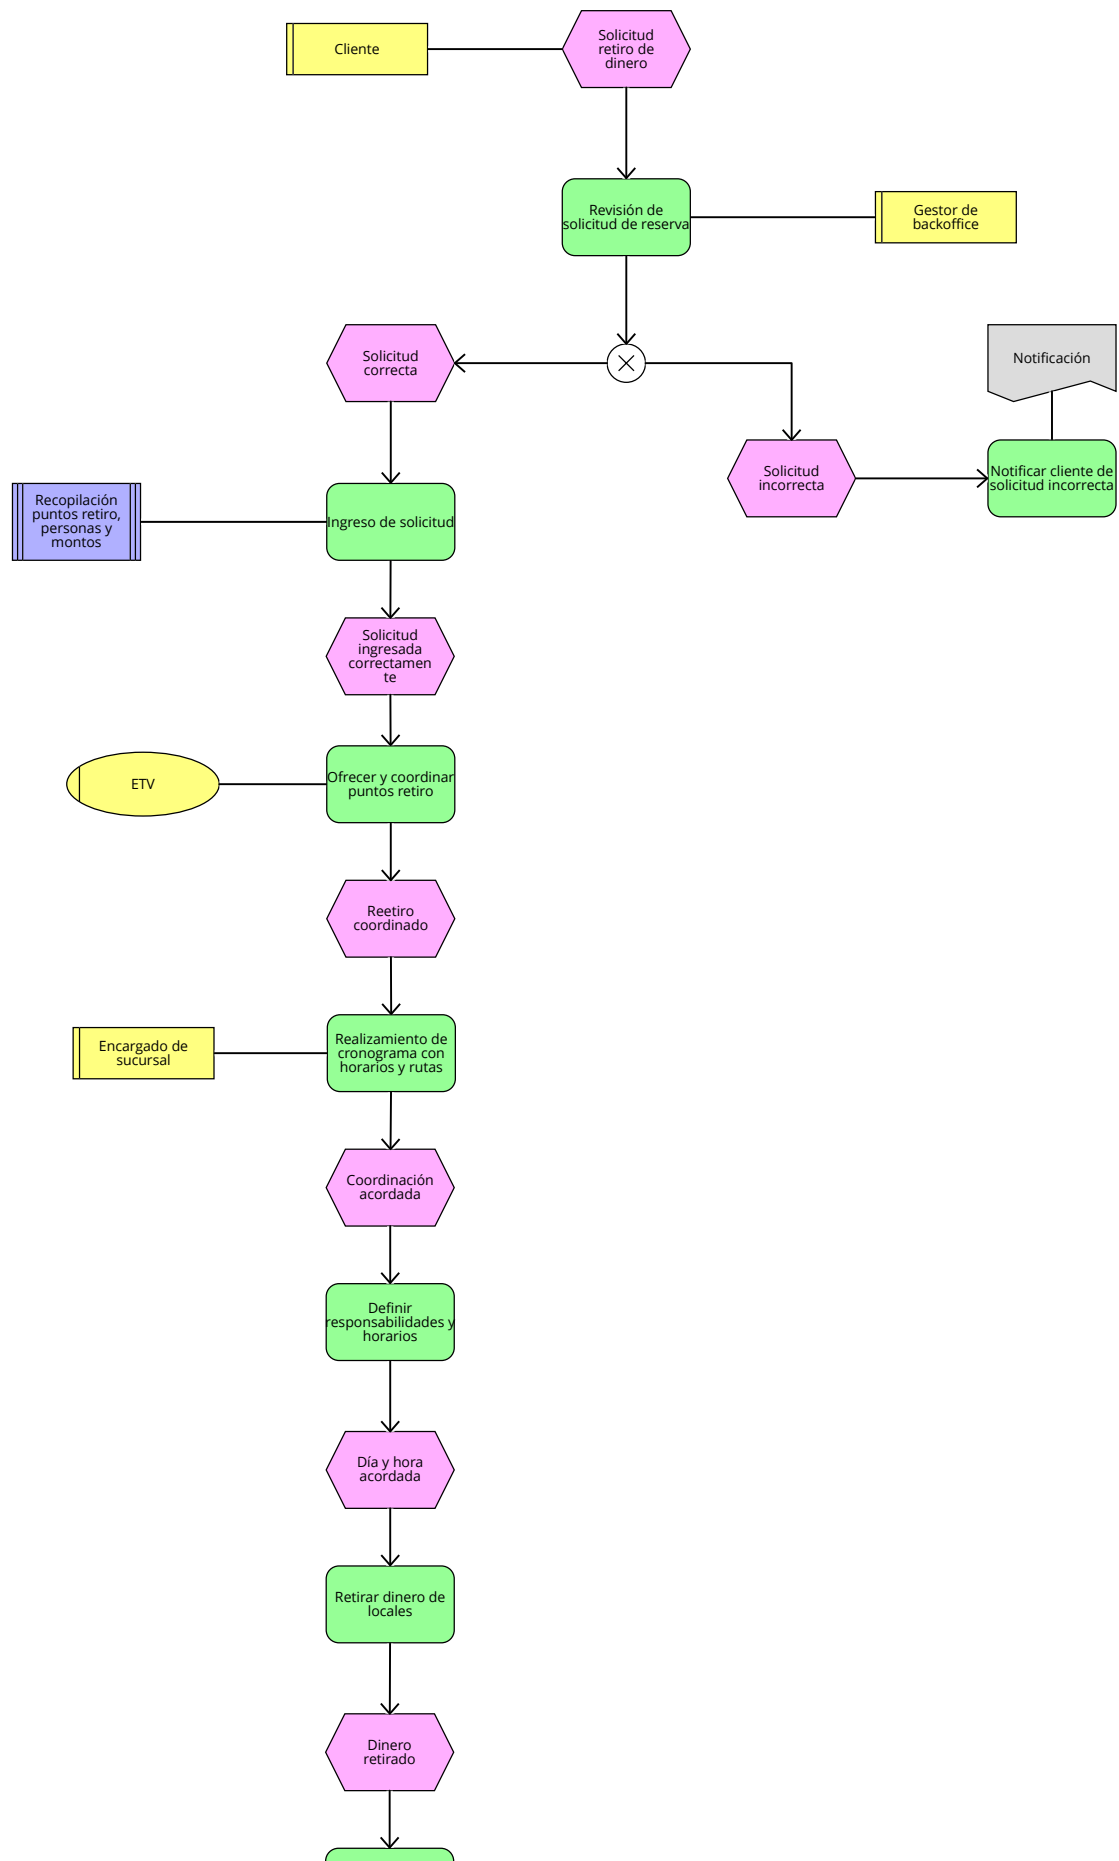 Cliente
Solicitud
retiro de
dinero
Revisión de
solicitud de reserva
Gestor de
backoffice
Solicitud
correcta
Notificación
Solicitud
incorrecta
Notificar cliente de
solicitud incorrecta
Recopilación
puntos retiro,
personas y
montos
Ingreso de solicitud
Solicitud
ingresada
correctamen
te
ETV
Ofrecer y coordinar
puntos retiro
Reetiro
coordinado
Encargado de
sucursal
Realizamiento de
cronograma con
horarios y rutas
Coordinación
acordada
Definir
responsabilidades y
horarios
Día y hora
acordada
Retirar dinero de
locales
Dinero
retirado